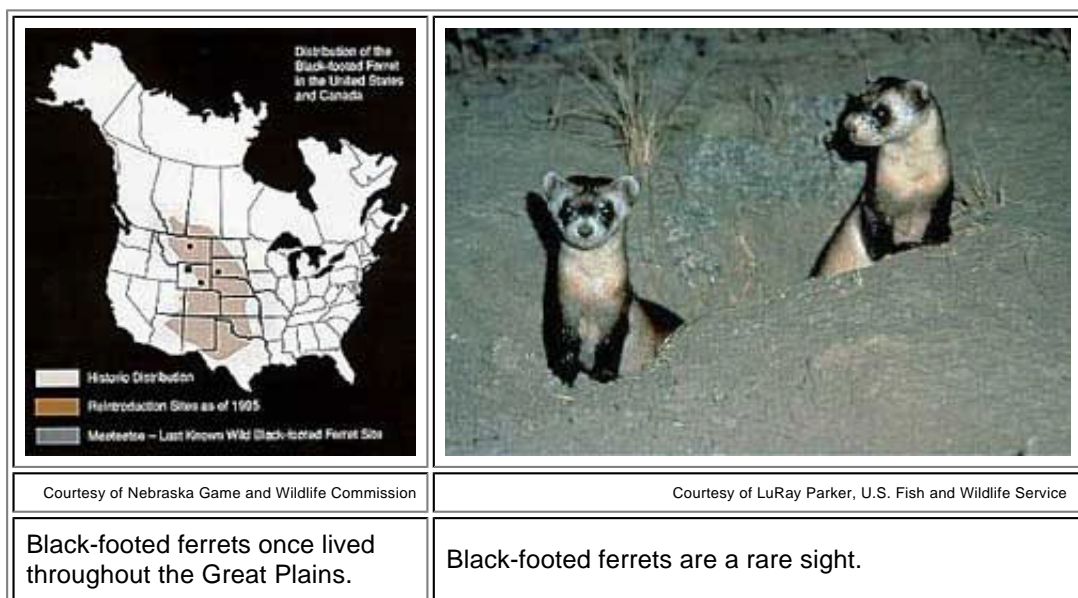 Distribution of the
Black-footed Ferret
in the United States
and Canada
Historic Distribution
Reintroduction Sites as of 1995
Meeteetse – Last Known Wild Black-footed Ferret Site
Courtesy of Nebraska Game and Wildlife Commission
Courtesy of LuRay Parker, U.S. Fish and Wildlife Service
Black-footed ferrets once lived
throughout the Great Plains.
Black-footed ferrets are a rare sight.